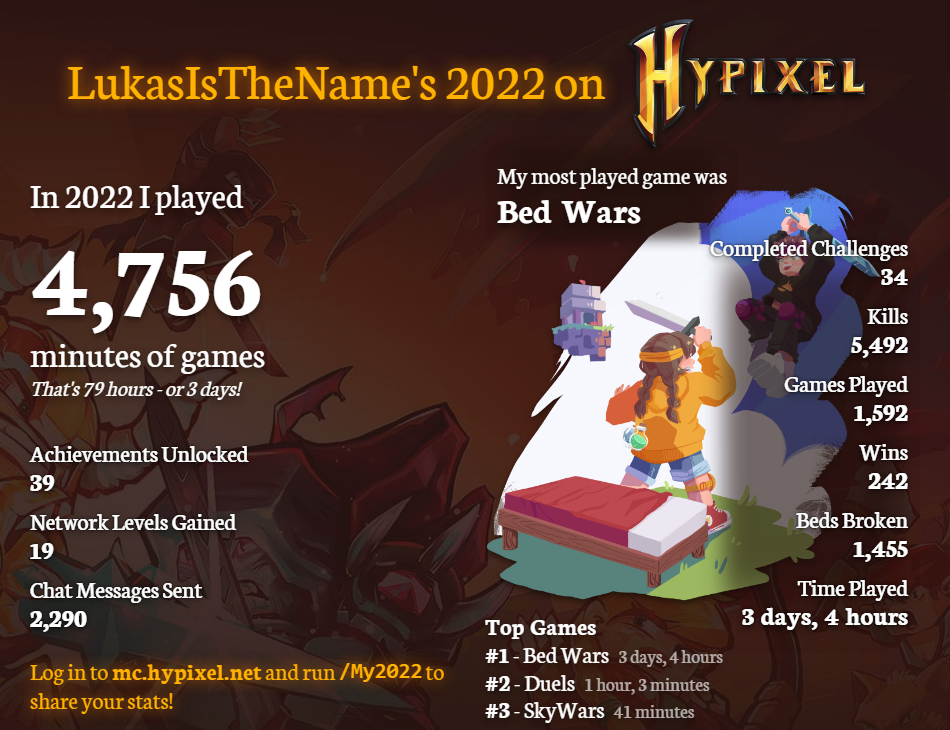 LukasIsTheName's 2022 on HYPIXEL
In 2022 I played
4,756
minutes of games
That's 79 hours - or 3 days!
Achievements Unlocked
39
Network Levels Gained
19
Chat Messages Sent
2,290
Log in to mc.hypixel.net and run /My2022 to
share your stats!
My most played game was
Bed Wars
Completed Challenges
34
Kills
5,492
Games Played
1,592
Wins
242
Beds Broken
1,455
Time Played
3 days, 4 hours
Top Games
#1 - Bed Wars 3 days, 4 hours
#2 - Duels 1 hour, 3 minutes
#3 - SkyWars 41 minutes